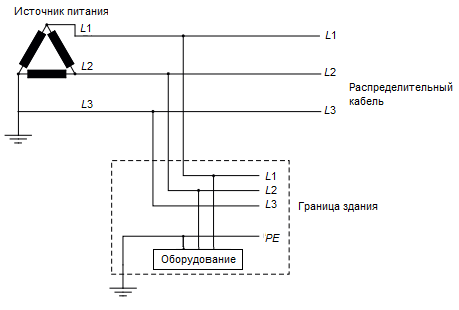 Источник питания
L1
L1
L2
L2
Распределительный
кабель
L3
L3
L1
L2
L3
Граница здания
PE
Оборудование